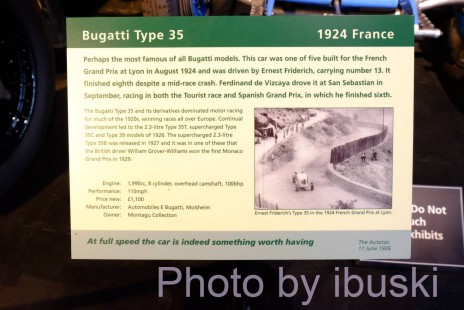 Bugatti Type 35
1924 France
Perhaps the most famous of all Bugatti models. This car was one of five built for the French
Grand Prix at Lyon in August 1924 and was driven by Ernest Friderich, carrying number 13. It
finished eighth despite a mid-race crash. Ferdinand de Vizcaya drove it at San Sebastian in
September, racing in both the Tourist race and Spanish Grand Prix, in which he finished sixth.
The Bugatti Type 35 and its derivatives dominated motor racing
for much of the 1920s, winning races all over Europe. Continual
development led to the 2.3-litre Type 35T, supercharged Type
35C and Type 39 models of 1926. The supercharged 2.3-litre
Type 35B was released in 1927 and it was in one of these that
the British driver William Grover-Williams won the first Monaco
Grand Prix in 1929.
Engine: 1,990cc, 8 cylinder, overhead camshaft, 100bhp
Performance: 110mph
Price new: £1,100
Manufacturer: Automobiles E Bugatti, Molsheim
Owner: Montagu Collection
Ernest Friderich's Type 35 in the 1924 French Grand Prix at Lyon.
At full speed the car is indeed something worth having
The Autocar,
11 June 1926
Do Not
uch
xhibits
Photo by ibuski